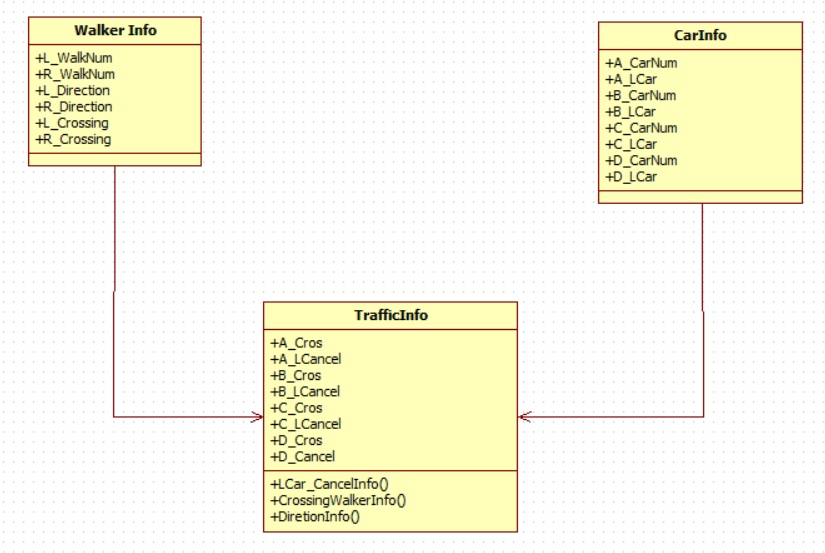 Walker Info
+L_WalkNum
+R_WalkNum
+L_Direction
+R_Direction
+L_Crossing
+R_Crossing
CarInfo
+A_CarNum
+A_LCar
+B_CarNum
+B_LCar
+C_CarNum
+C_LCar
+D_CarNum
+D_LCar
TrafficInfo
+A_Cros
+A_LCancel
+B_Cros
+B_LCancel
+C_Cros
+C_LCancel
+D_Cros
+D_Cancel
+LCar_CancelInfo()
+CrossingWalkerInfo()
+DiretionInfo()